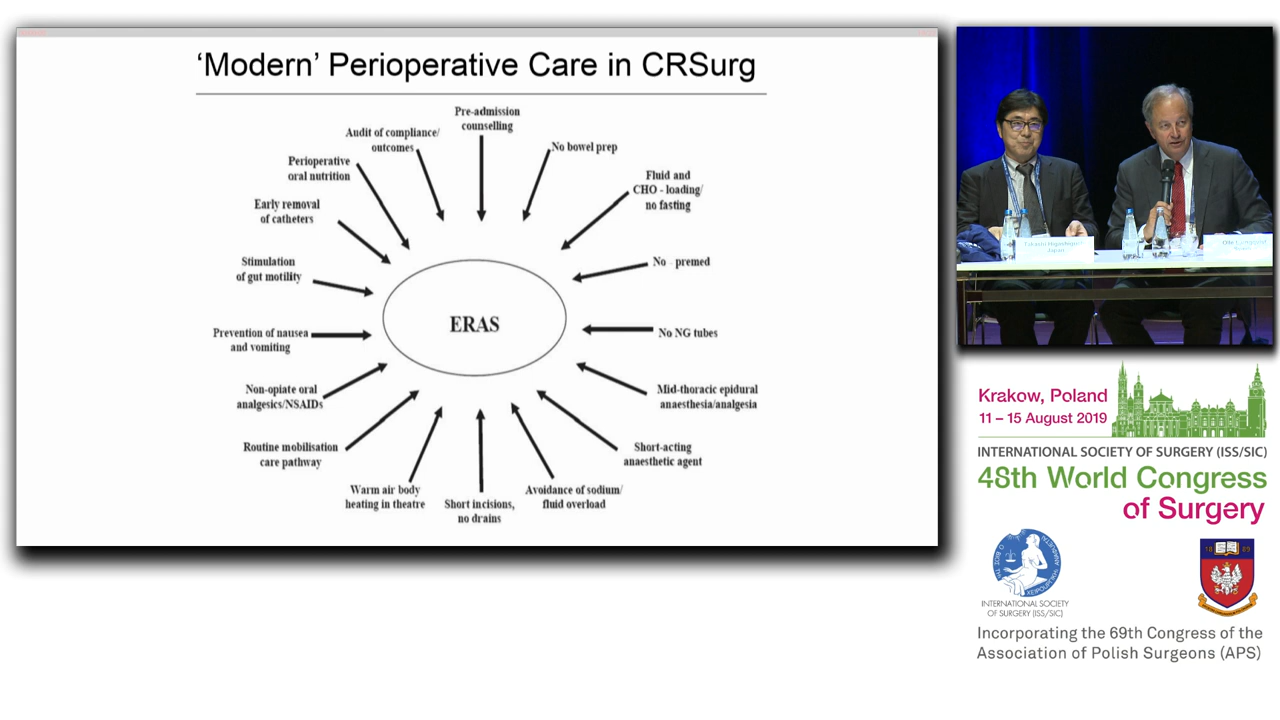 ‘Modern’ Perioperative Care in CRSurg
Pre-admission
counselling
Audit of compliance/
outcomes
No bowel prep
Perioperative
oral nutrition
Fluid and
CHO - loading/
no fasting
Early removal
of catheters
Stimulation
of gut motility
No - premed
ERAS
Prevention of nausea
and vomiting
No NG tubes
Non-opiate oral
analgesics/NSAIDs
Mid-thoracic epidural
anaesthesia/analgesia
Routine mobilisation
care pathway
Short-acting
anaesthetic agent
Warm air body
heating in theatre
Short incisions,
no drains
Avoidance of sodium/
fluid overload
Japan
Krakow, Poland
11 – 15 August 2019
INTERNATIONAL SOCIETY OF SURGERY (ISS/SIC)
48th World Congress
of Surgery
18 89
INTERNATIONAL SOCIETY
OF SURGERY (ISS/SIC)
Incorporating the 69th Congress of the
Association of Polish Surgeons (APS)